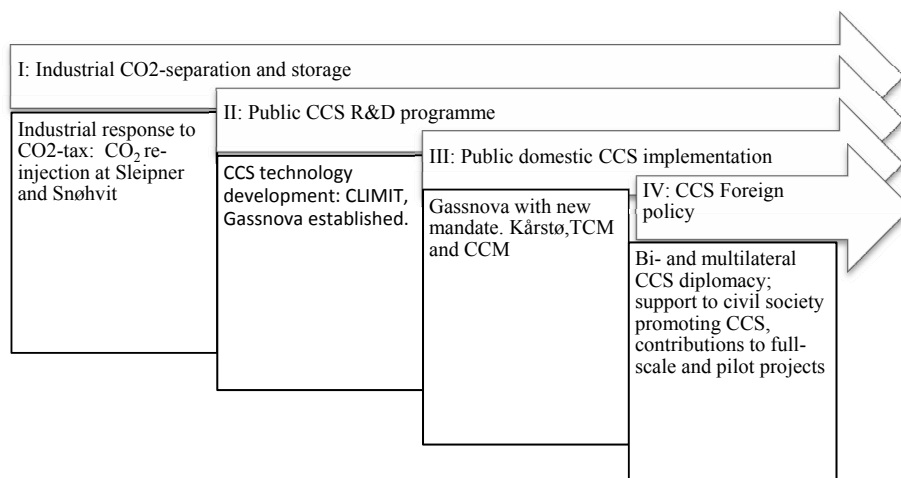 I: Industrial CO2-separation and storage
Industrial response to
CO2-tax: CO₂ re-
injection at Sleipner
and Snøhvit
II: Public CCS R&D programme
CCS technology
development: CLIMIT,
Gassnova established.
III: Public domestic CCS implementation
Gassnova with new
mandate. Kårstø,TCM
and CCM
IV: CCS Foreign
policy
Bi- and multilateral
CCS diplomacy;
support to civil society
promoting CCS,
contributions to full-
scale and pilot projects